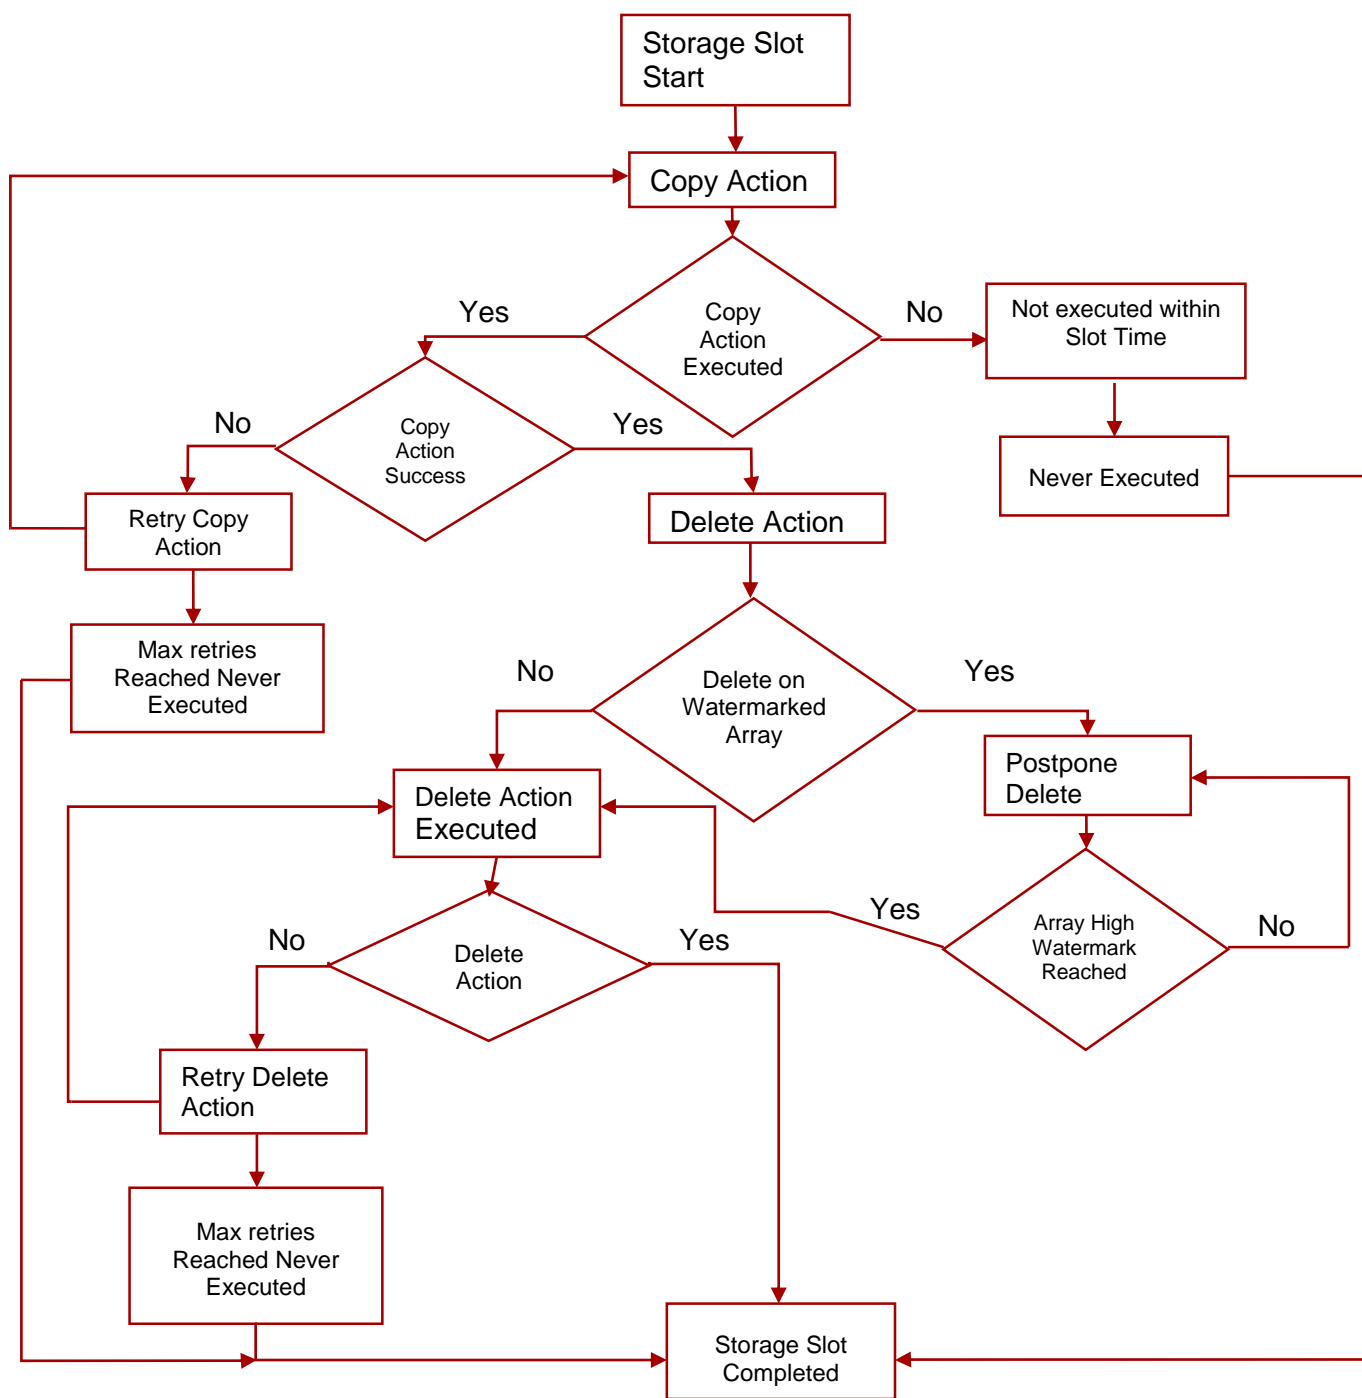 Storage Slot
Start
Copy Action
Yes
Copy
Action
Executed
No
Not executed within
Slot Time
No
Copy
Action
Success
Yes
Never Executed
Retry Copy
Action
Delete Action
Max retries
Reached Never
Executed
No
Delete on
Watermarked
Array
Yes
Delete Action
Executed
Postpone
Delete
Yes
Array High
Watermark
Reached
No
No
Delete
Action
Yes
Retry Delete
Action
Max retries
Reached Never
Executed
Storage Slot
Completed